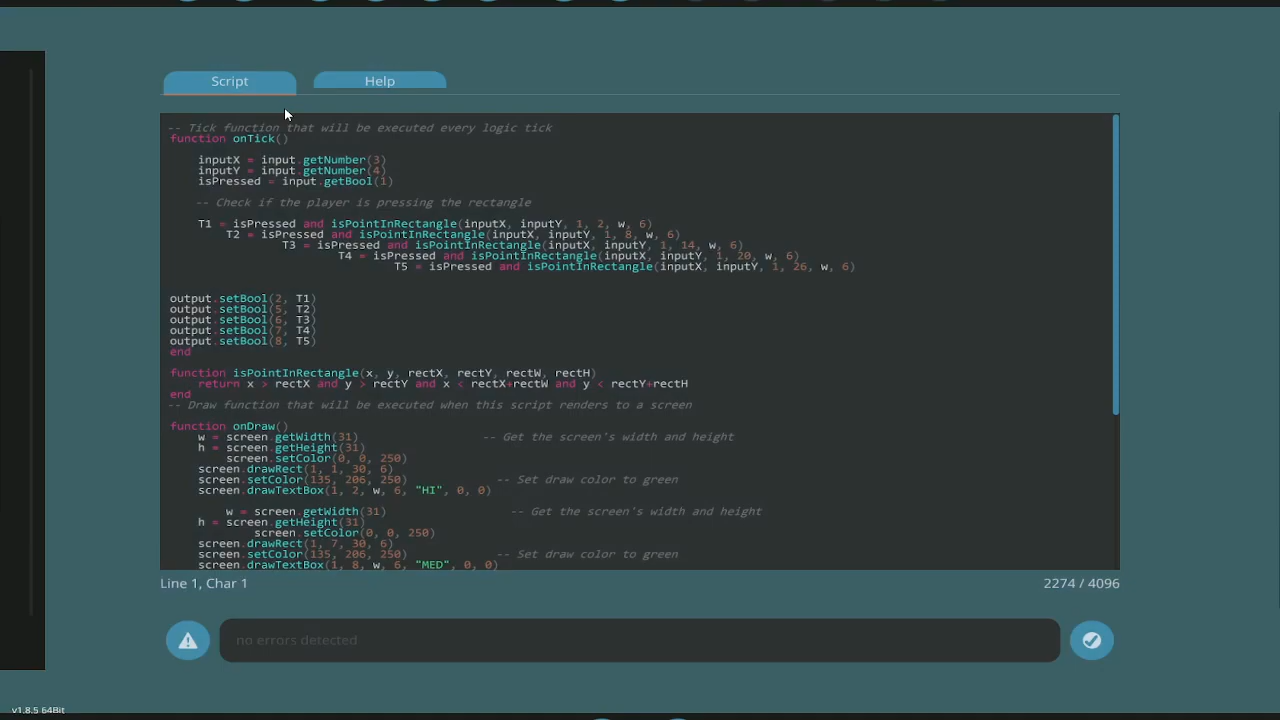 Script Help
-- Tick function that will be executed every logic tick
function onTick()
inputX = input.getNumber(3)
inputY = input.getNumber(4)
isPressed = input.getBool(1)
-- Check if the player is pressing the rectangle
T1 = isPressed and isPointInRectangle(inputX, inputY, 1, 2, w, 6)
T2 = isPressed and isPointInRectangle(inputX, inputY, 1, 8, w, 6)
T3 = isPressed and isPointInRectangle(inputX, inputY, 1, 14, w, 6)
T4 = isPressed and isPointInRectangle(inputX, inputY, 1, 20, w, 6)
T5 = isPressed and isPointInRectangle(inputX, inputY, 1, 26, w, 6)
output.setBool(2, T1)
output.setBool(5, T2)
output.setBool(6, T3)
output.setBool(7, T4)
output.setBool(8, T5)
end
function isPointInRectangle(x, y, rectX, rectY, rectW, rectH)
return x > rectX and y > rectY and x < rectX+rectW and y < rectY+rectH
end
-- Draw function that will be executed when this script renders to a screen
function onDraw()
w = screen.getWidth(31) -- Get the screen's width and height
h = screen.getHeight(31)
screen.setColor(0, 0, 250)
screen.drawRect(1, 1, 30, 6)
screen.setColor(135, 206, 250) -- Set draw color to green
screen.drawTextBox(1, 2, w, 6, "HI", 0, 0)
w = screen.getWidth(31) -- Get the screen's width and height
h = screen.getHeight(31)
screen.setColor(0, 0, 250)
screen.drawRect(1, 7, 30, 6)
screen.setColor(135, 206, 250) -- Set draw color to green
screen.drawTextBox(1, 8, w, 6, "MED", 0, 0)
Line 1, Char 1 2274 / 4096
no errors detected
v1.8.5 64Bit